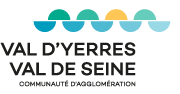 VAL D'YERRES
VAL DE SEINE
COMMUNAUTÉ D'AGGLOMÉRATION